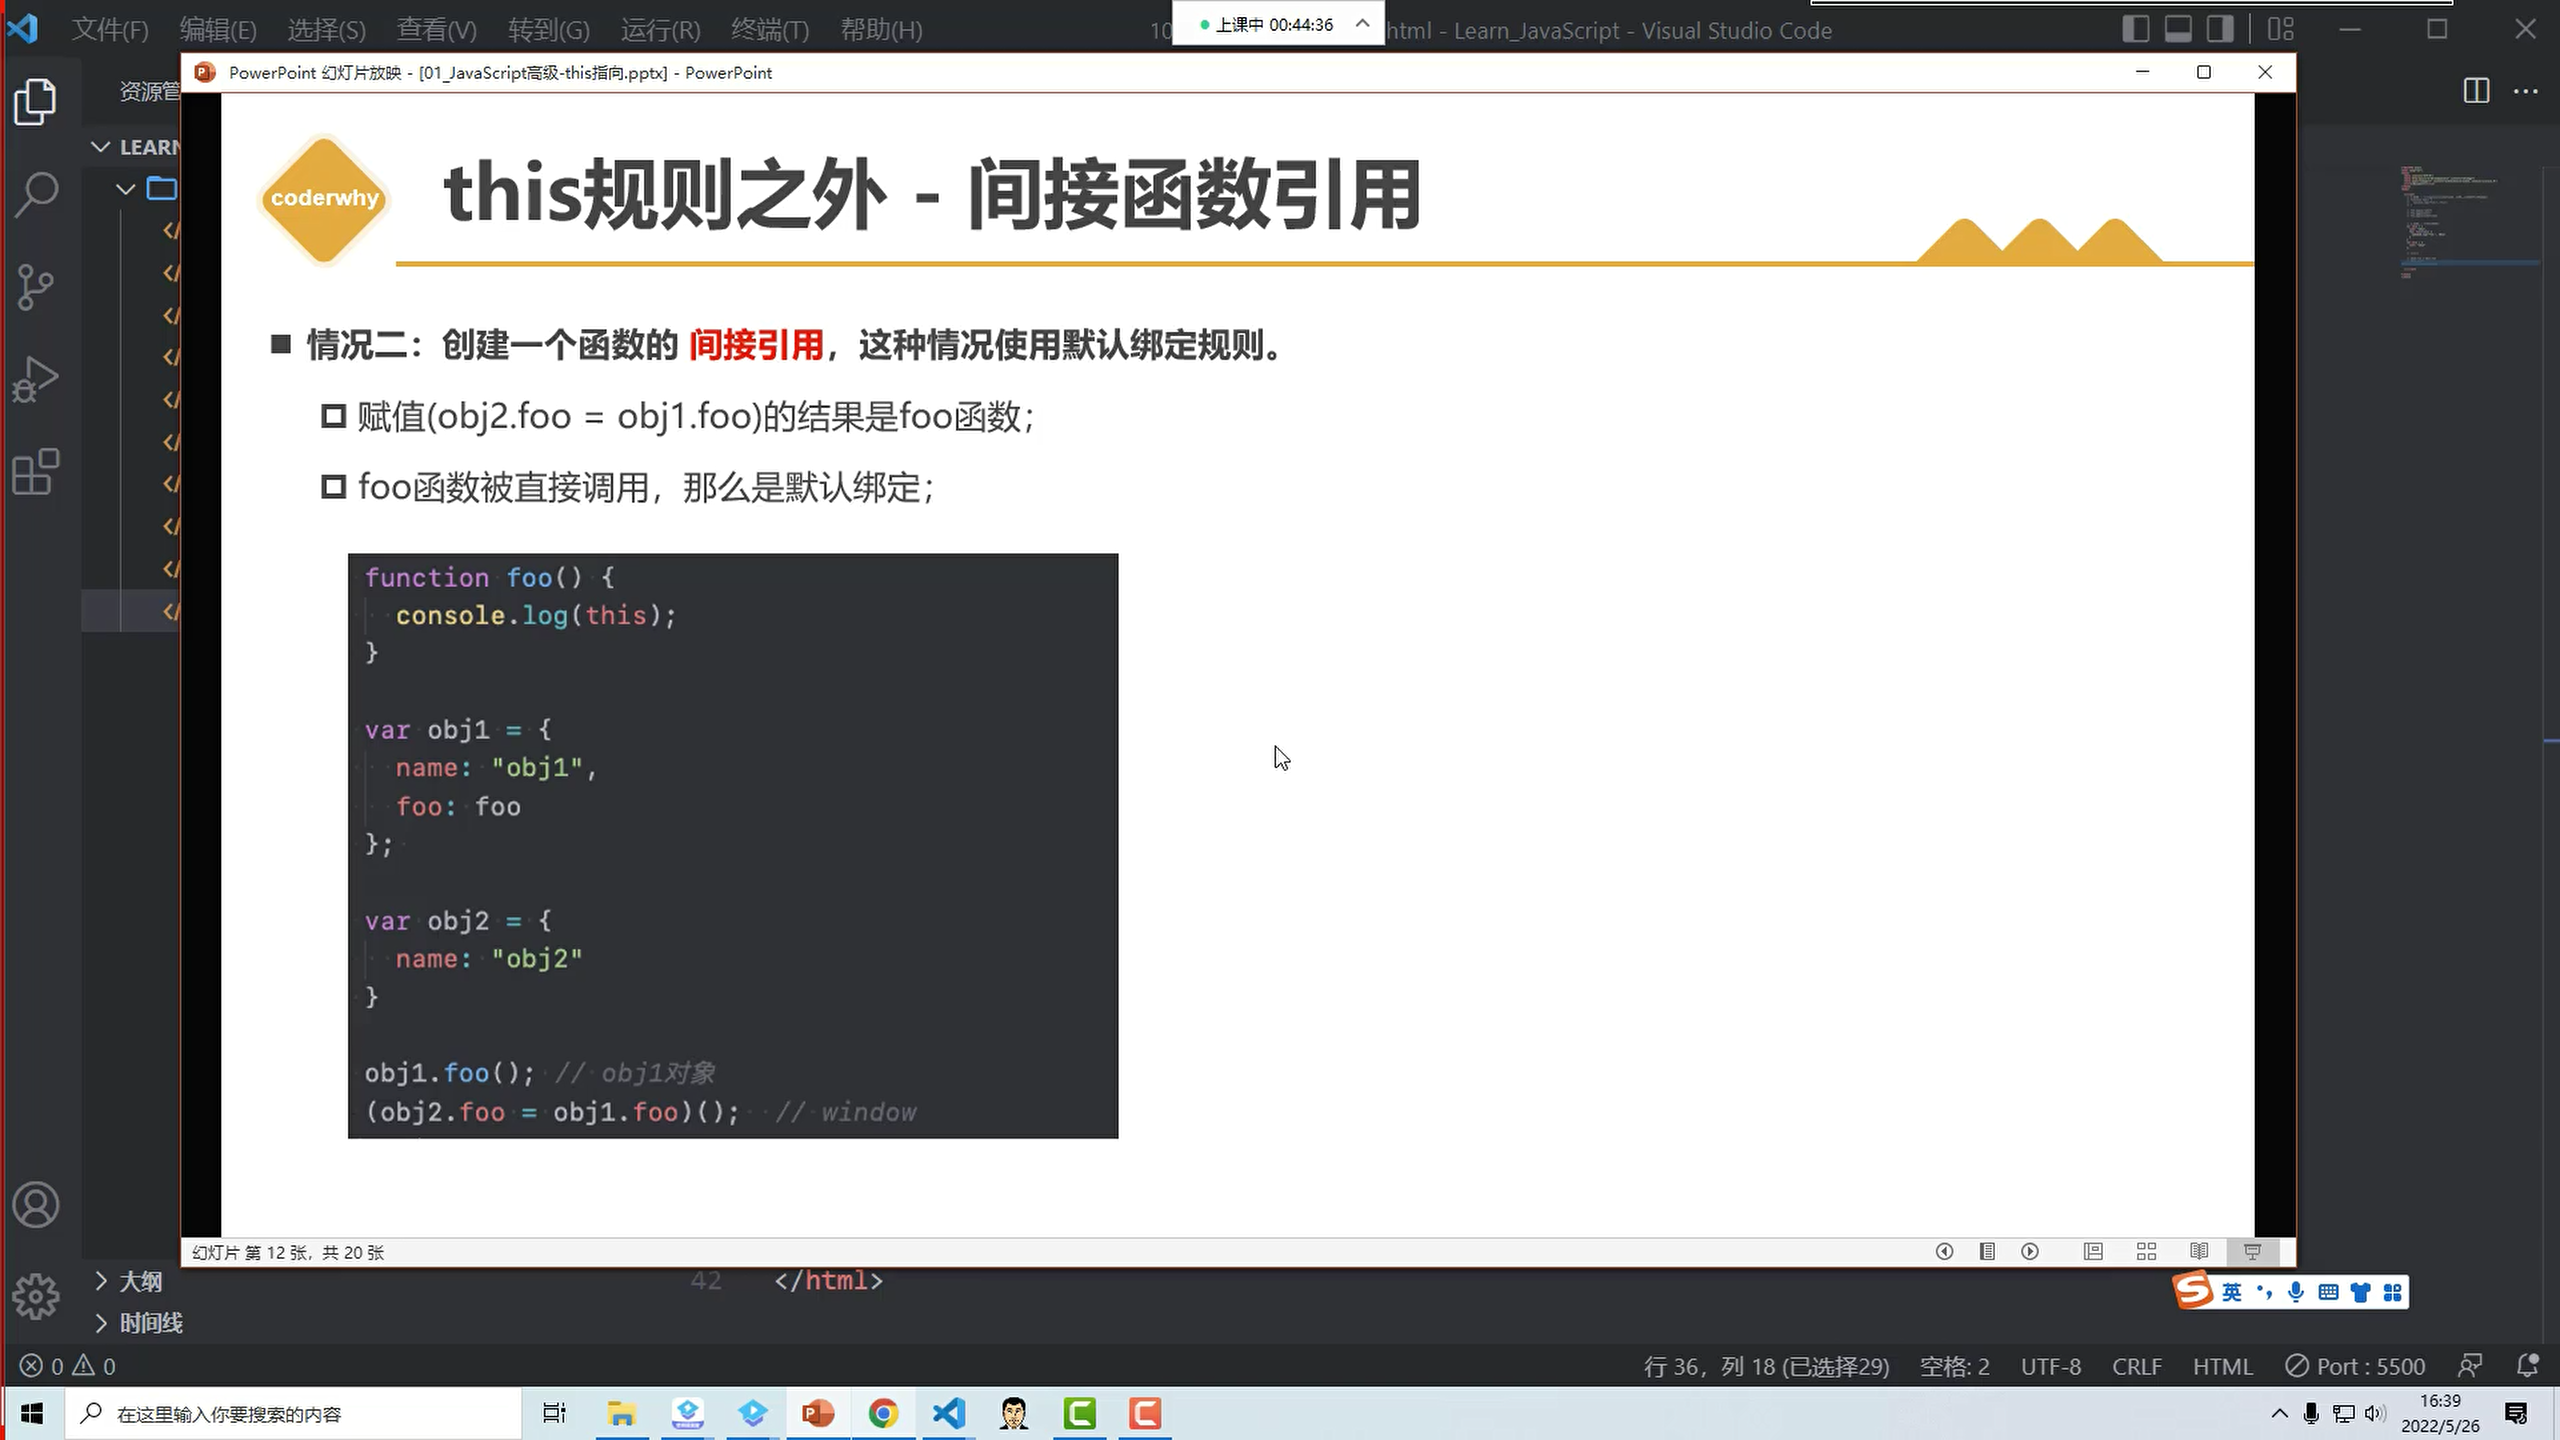 文件(F) 编辑(E) 选择(S) 查看(V) 转到(G) 运行(R) 终端(T) 帮助(H)
10
上课中 00:44:36
html - Learn_JavaScript - Visual Studio Code
资源管
PowerPoint 幻灯片放映 - [01_JavaScript高级-this指向.pptx] - PowerPoint
LEARN
coderwhy
this规则之外 - 间接函数引用
情况二：创建一个函数的 间接引用，这种情况使用默认绑定规则。
赋值(obj2.foo = obj1.foo)的结果是foo函数；
foo函数被直接调用，那么是默认绑定；
function foo() {
console.log(this);
}
var obj1 = {
name: "obj1",
foo: foo
};
var obj2 = {
name: "obj2"
}
obj1.foo(); // obj1对象
(obj2.foo = obj1.foo)(); // window
幻灯片 第 12 张，共 20 张
大纲
42 </html>
英
时间线
0 0
行 36，列 18 (已选择29) 空格: 2 UTF-8 CRLF HTML Port : 5500
在这里输入你要搜索的内容
16:39
2022/5/26